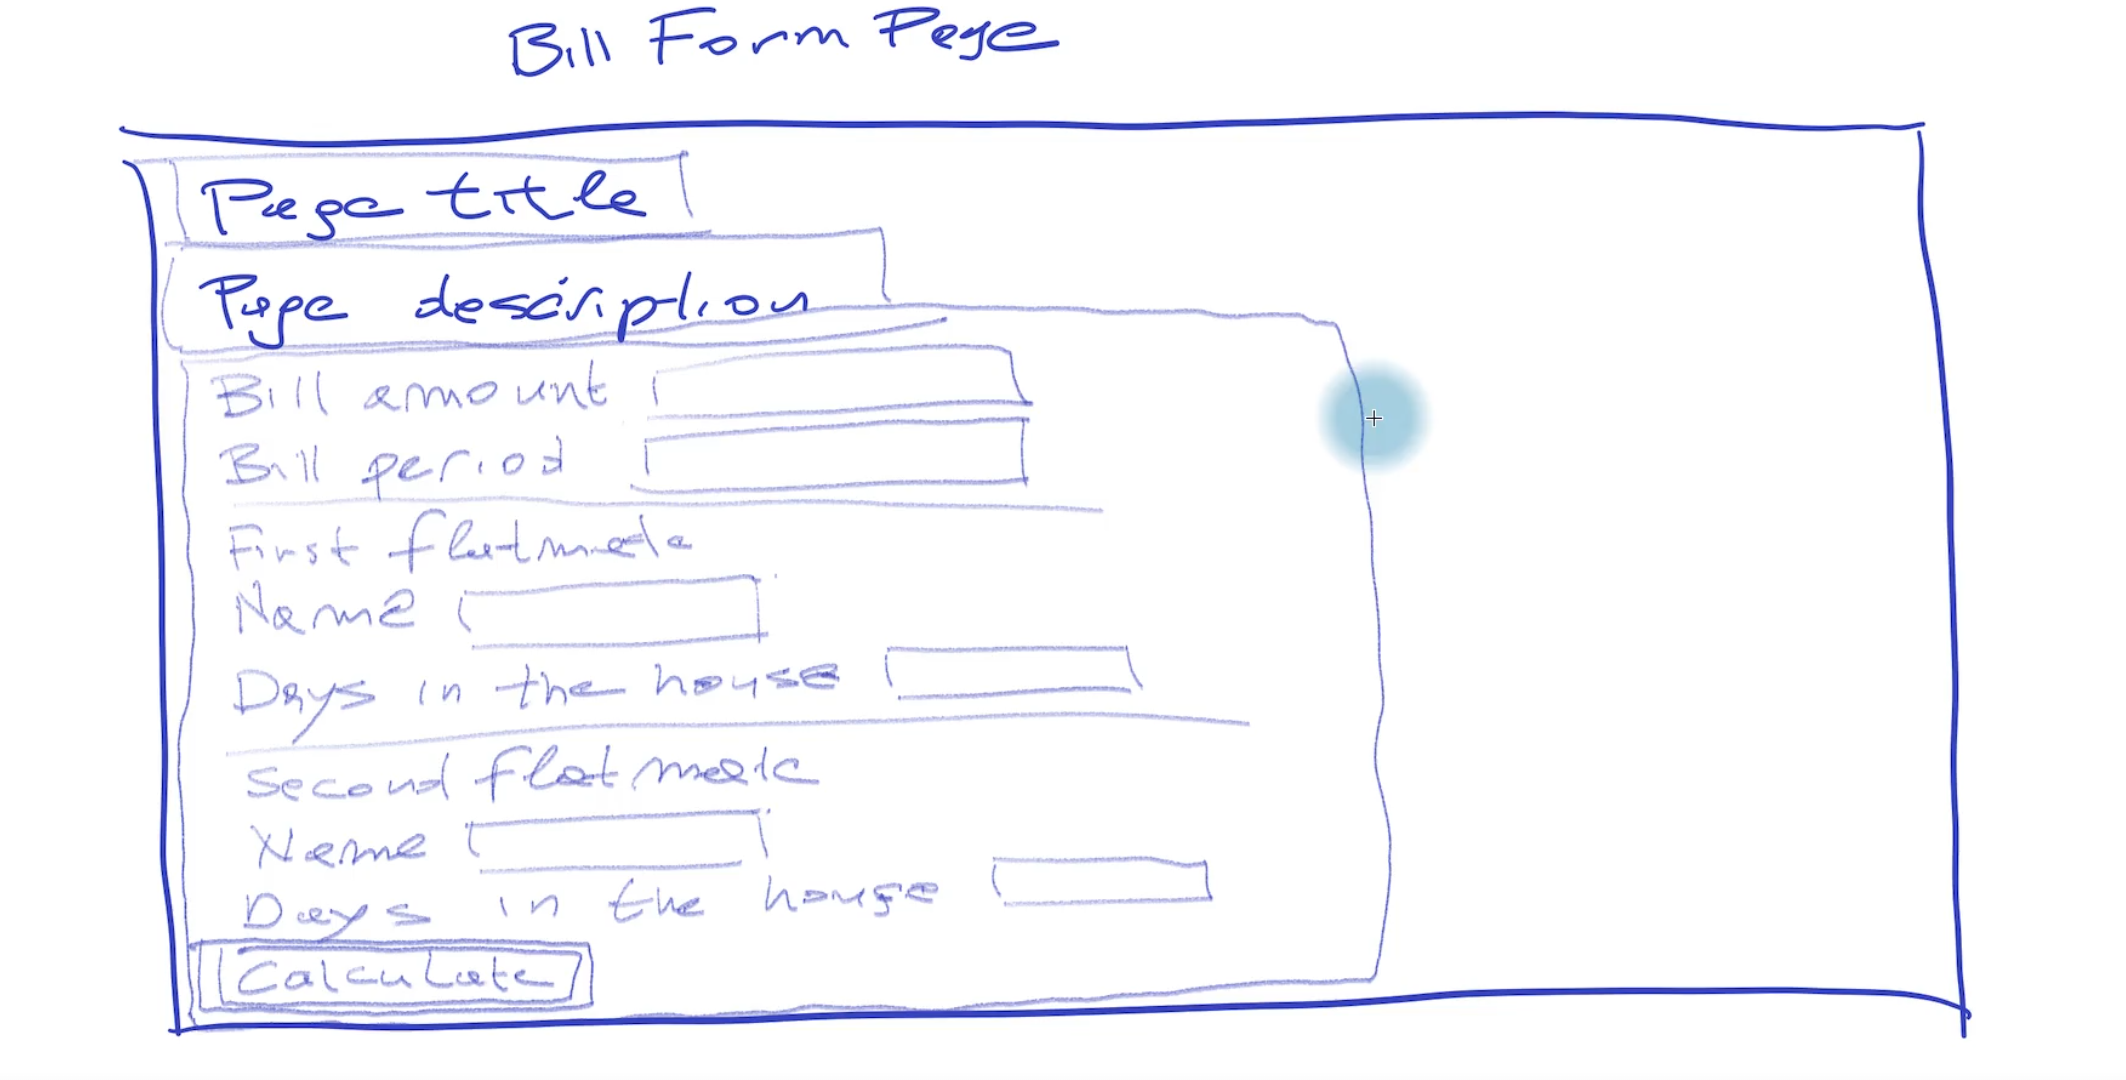 Bill Form Page
Page title
Page description
Bill amount
Bill period
First flatmate
Name
Days in the house
Second flatmate
Name
Days in the house
Calculate